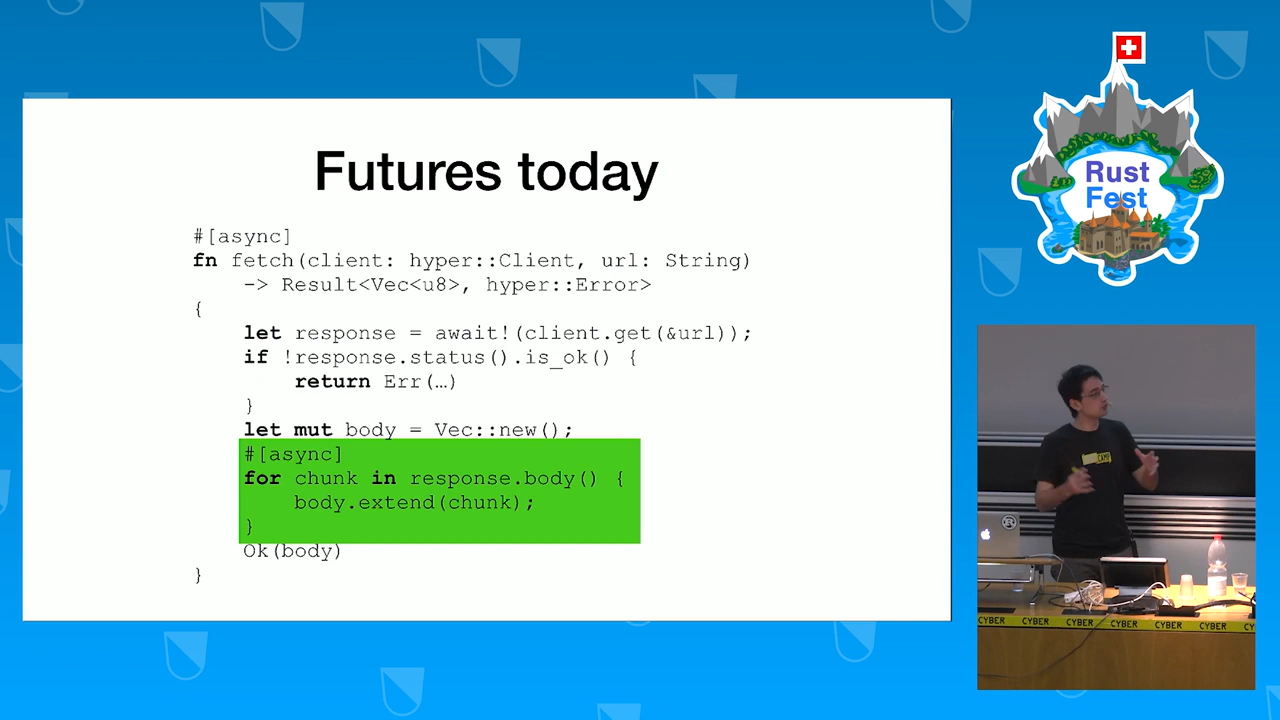 Futures today
#[async]
fn fetch(client: hyper::Client, url: String)
-> Result<Vec<u8>, hyper::Error>
{
let response = await!(client.get(&url));
if !response.status().is_ok() {
return Err(…)
}
let mut body = Vec::new();
#[async]
for chunk in response.body() {
body.extend(chunk);
}
Ok(body)
}
Rust
Fest
CAMP
R
CYBER CYBER CYBER CYBER CYBER CYBER CYBER